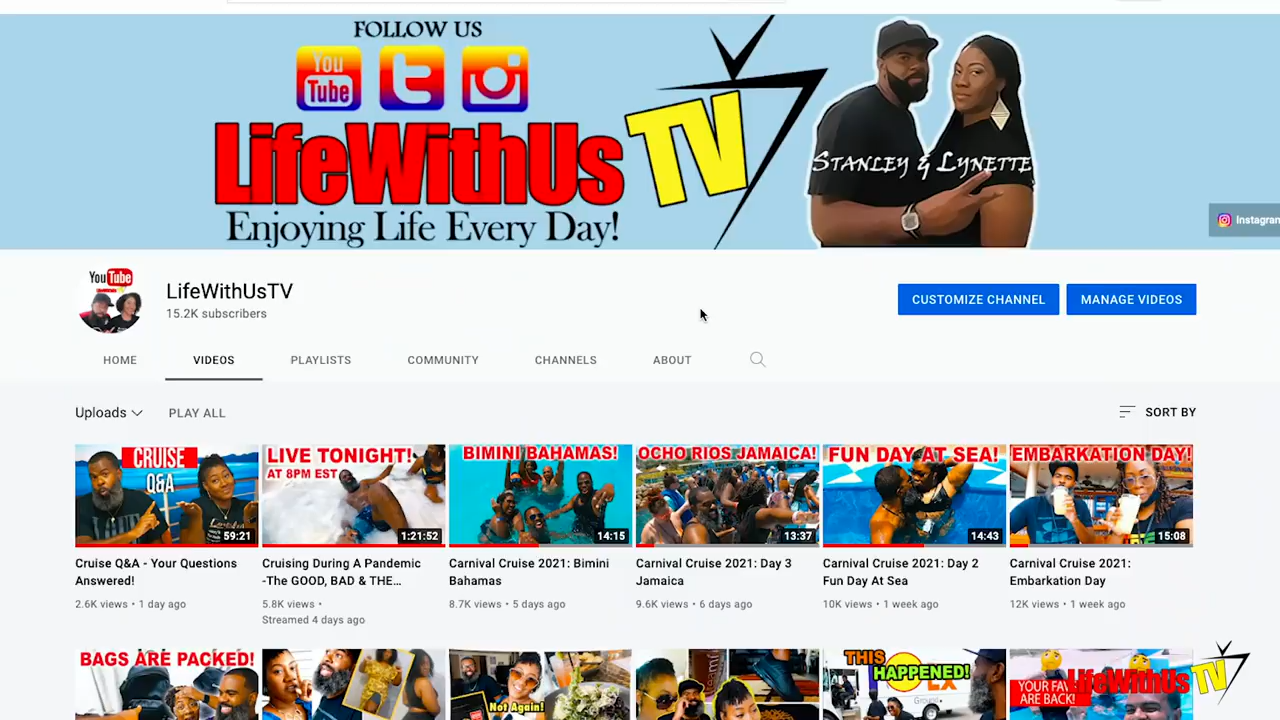 FOLLOW US
You
Tube
LifeWithUsTV
Enjoying Life Every Day!
STANLEY & LYNETTE
Instagran
YouTube
LifeWithUsTV
15.2K subscribers
CUSTOMIZE CHANNEL
MANAGE VIDEOS
HOME
VIDEOS
PLAYLISTS
COMMUNITY
CHANNELS
ABOUT
Uploads
PLAY ALL
SORT BY
CRUISE
Q&A
59:21
LIVE TONIGHT!
AT 8PM EST
1:21:52
BIMINI BAHAMAS!
14:15
OCHO RIOS JAMAICA!
13:37
FUN DAY AT SEA!
14:43
EMBARKATION DAY!
15:08
Cruise Q&A - Your Questions
Answered!
2.6K views • 1 day ago
Cruising During A Pandemic
-The GOOD, BAD & THE...
5.8K views •
Streamed 4 days ago
Carnival Cruise 2021: Bimini
Bahamas
8.7K views • 5 days ago
Carnival Cruise 2021: Day 3
Jamaica
9.6K views • 6 days ago
Carnival Cruise 2021: Day 2
Fun Day At Sea
10K views • 1 week ago
Carnival Cruise 2021:
Embarkation Day
12K views • 1 week ago
BAGS ARE PACKED!
Not Again!
THIS
HAPPENED!
YOUR FAV
ARE BACK!
LifeWithUsTV